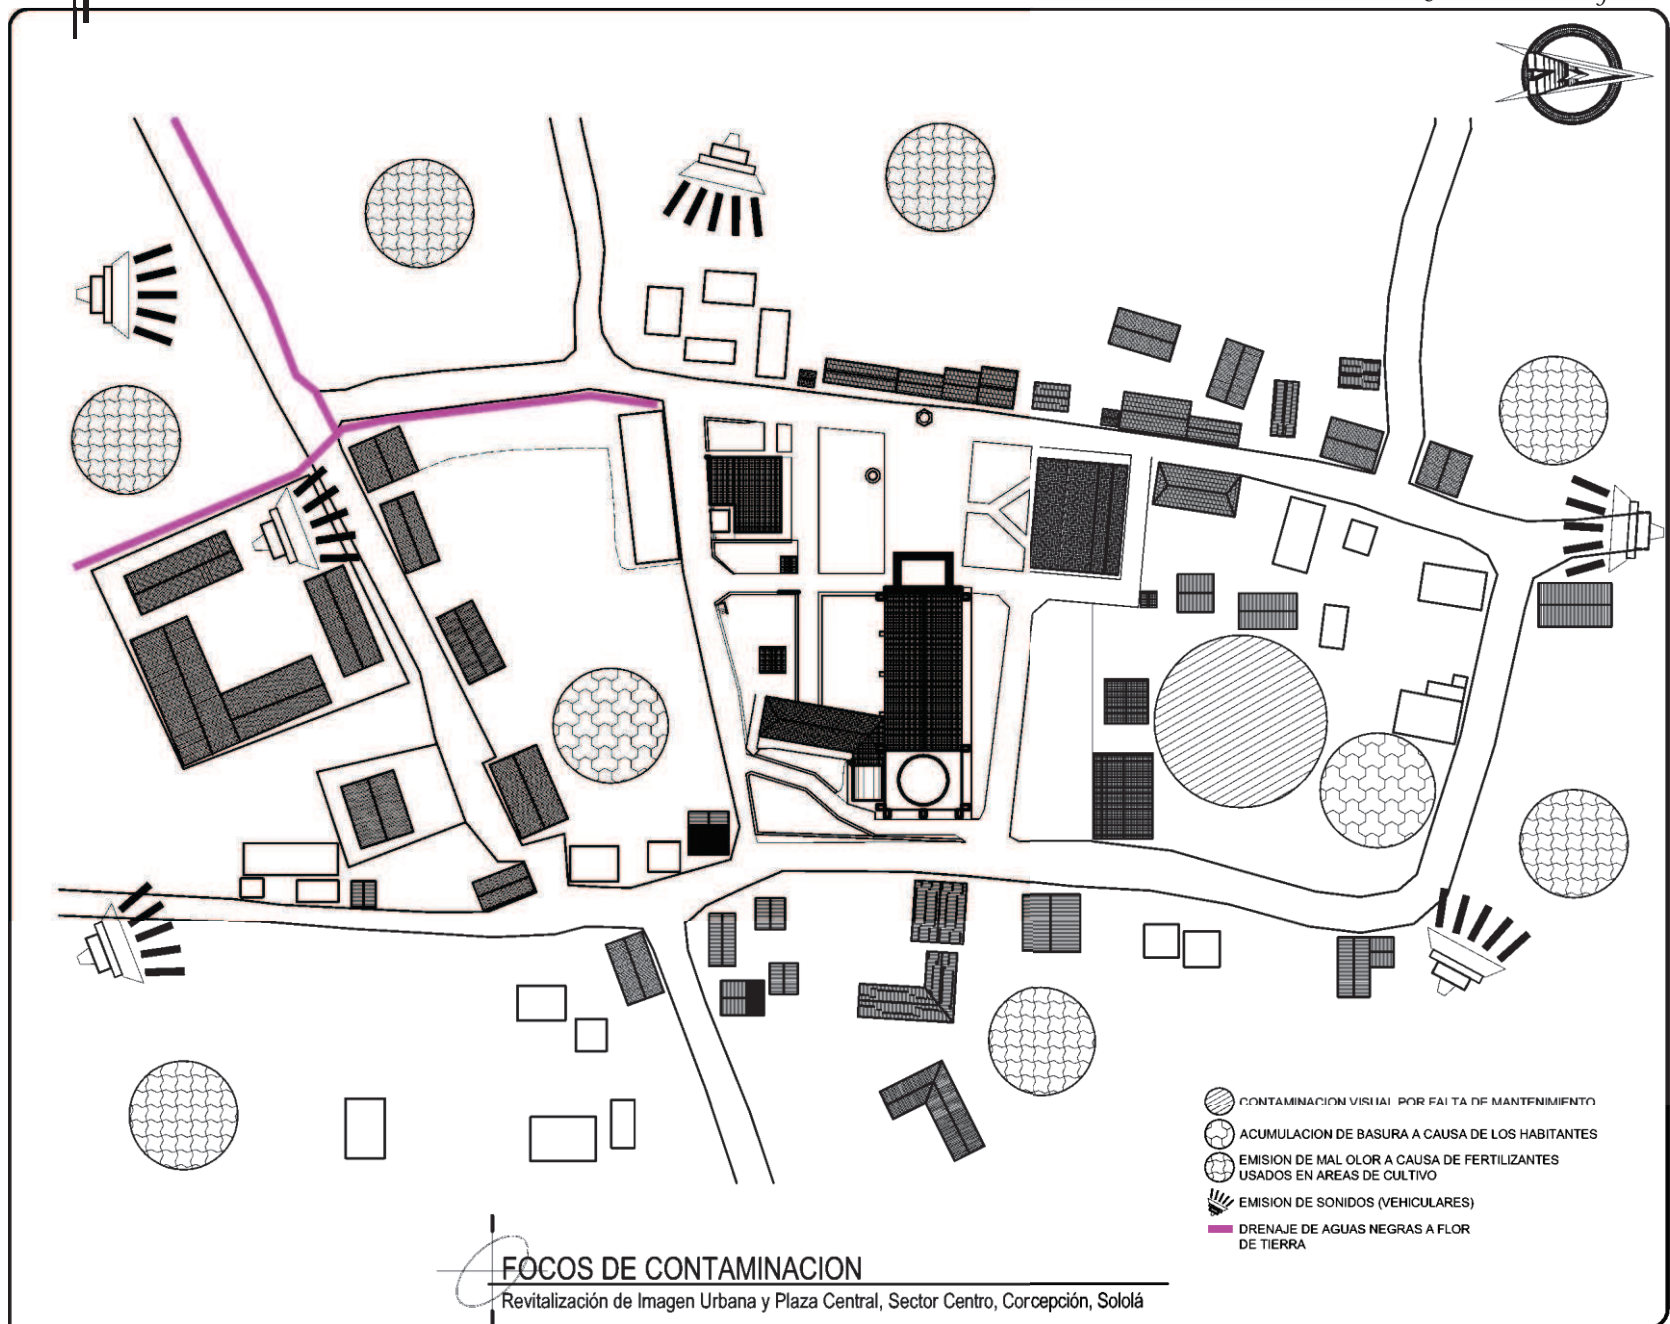 CONTAMINACION VISUAL POR FALTA DE MANTENIMIENTO
ACUMULACION DE BASURA A CAUSA DE LOS HABITANTES
EMISION DE MAL OLOR A CAUSA DE FERTILIZANTES
USADOS EN AREAS DE CULTIVO
EMISION DE SONIDOS (VEHICULARES)
DRENAJE DE AGUAS NEGRAS A FLOR
DE TIERRA
FOCOS DE CONTAMINACION
Revitalización de Imagen Urbana y Plaza Central, Sector Centro, Concepción, Sololá